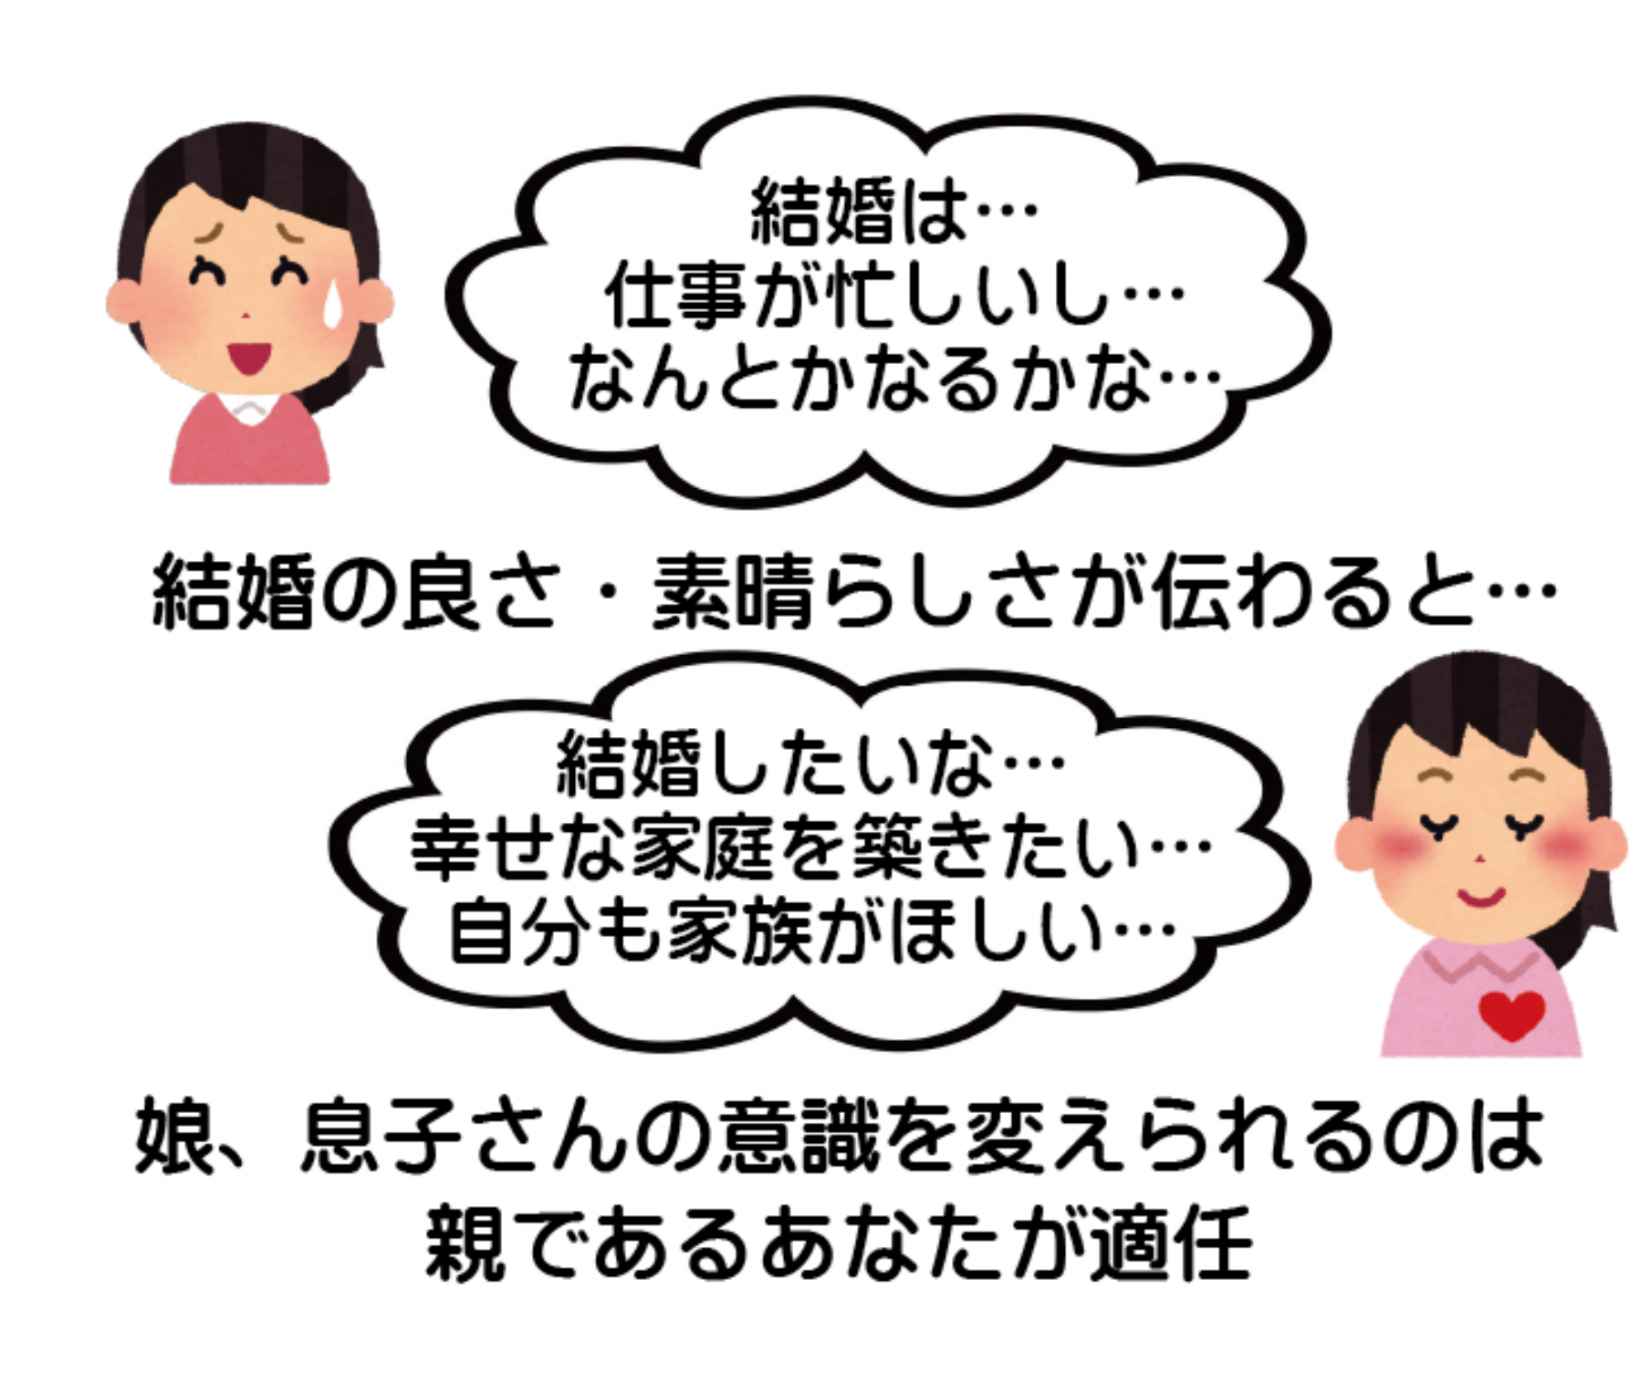 結婚は…
仕事が忙しいし…
なんとかなるかな…
結婚の良さ・素晴らしさが伝わると…
結婚したいな…
幸せな家庭を築きたい…
自分も家族がほしい…
娘、息子さんの意識を変えられるのは
親であるあなたが適任